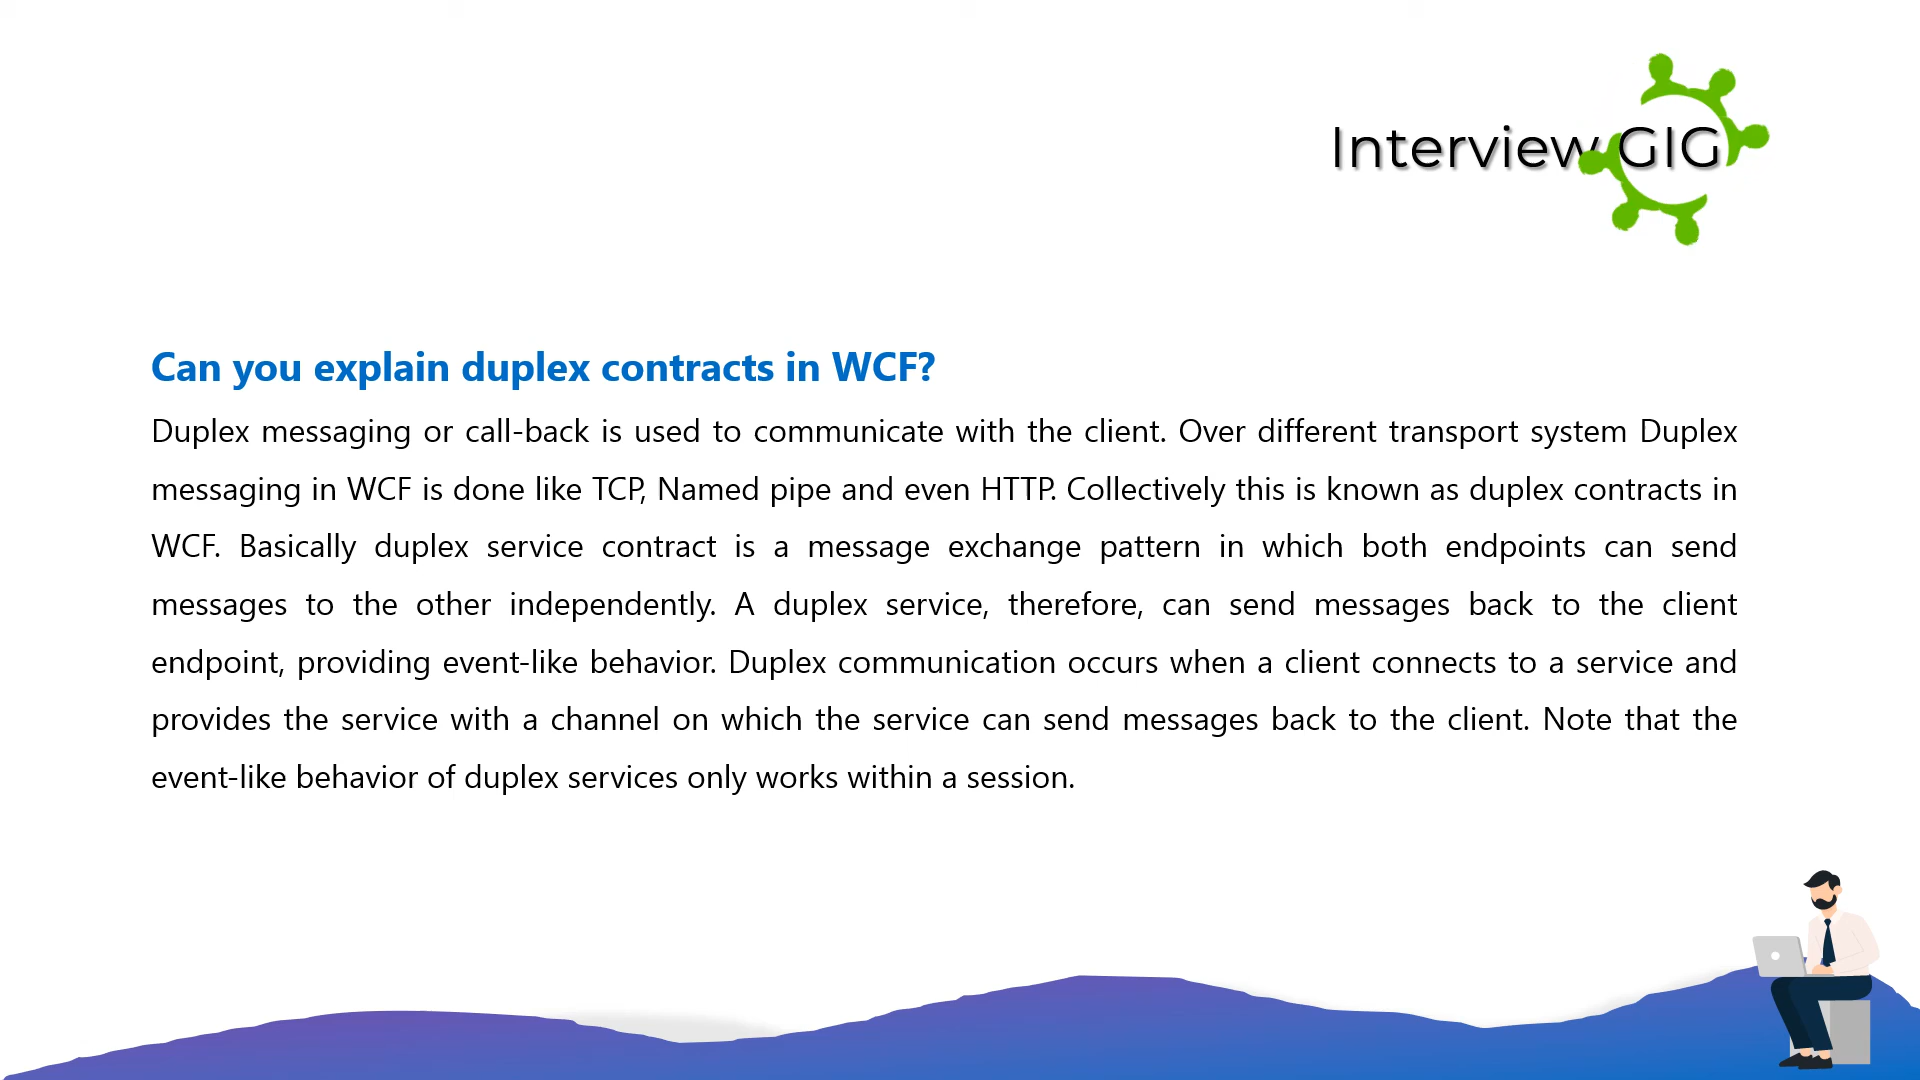 Interview GIG
Can you explain duplex contracts in WCF?
Duplex messaging or call-back is used to communicate with the client. Over different transport system Duplex
messaging in WCF is done like TCP, Named pipe and even HTTP. Collectively this is known as duplex contracts in
WCF. Basically duplex service contract is a message exchange pattern in which both endpoints can send
messages to the other independently. A duplex service, therefore, can send messages back to the client
endpoint, providing event-like behavior. Duplex communication occurs when a client connects to a service and
provides the service with a channel on which the service can send messages back to the client. Note that the
event-like behavior of duplex services only works within a session.